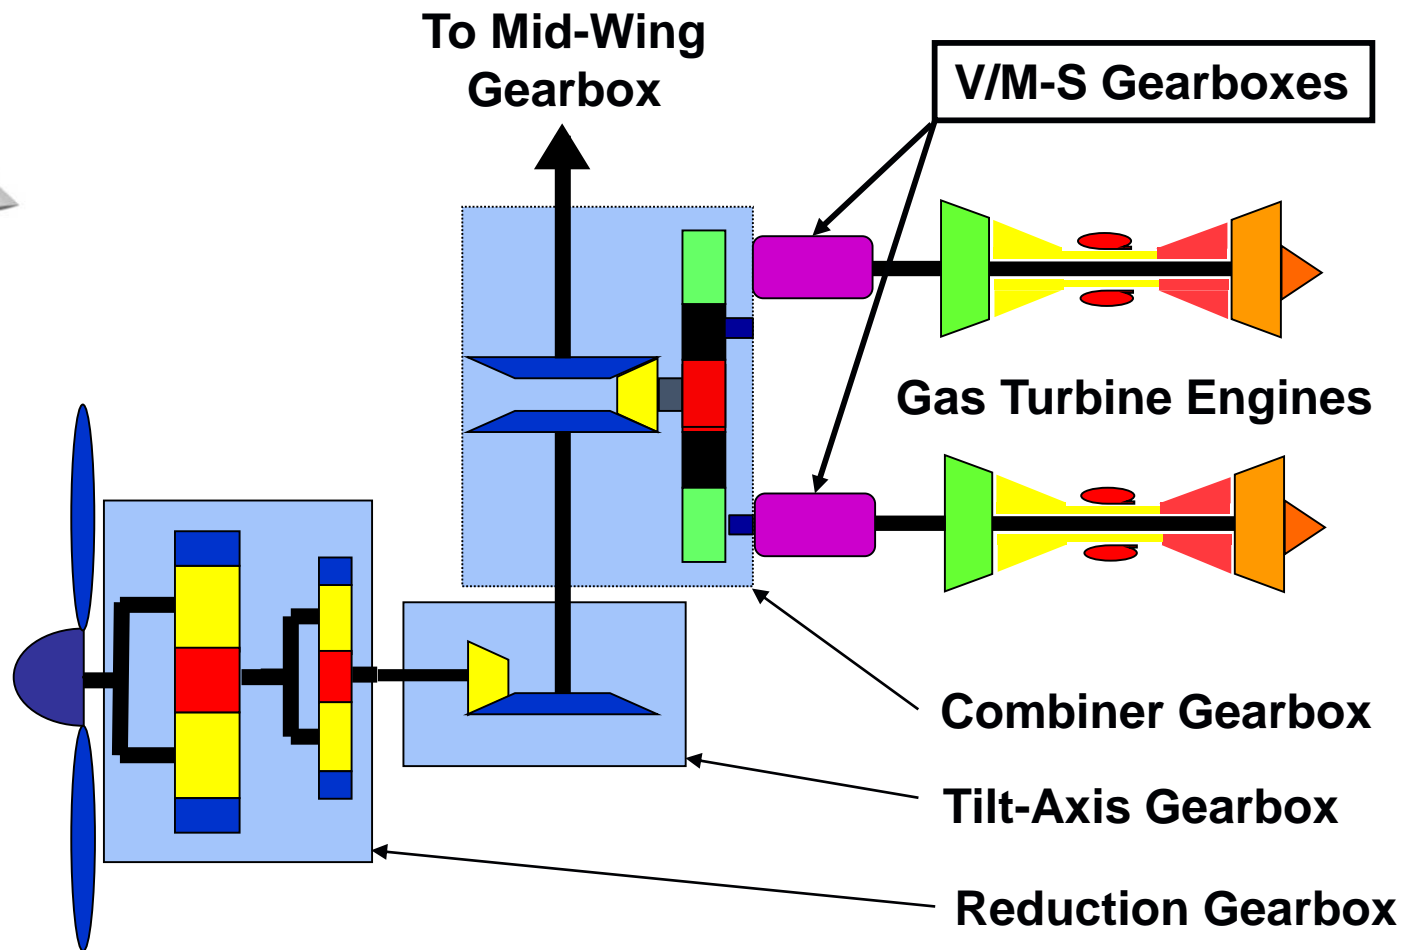 To Mid-Wing
Gearbox
V/M-S Gearboxes
Gas Turbine Engines
Combiner Gearbox
Tilt-Axis Gearbox
Reduction Gearbox